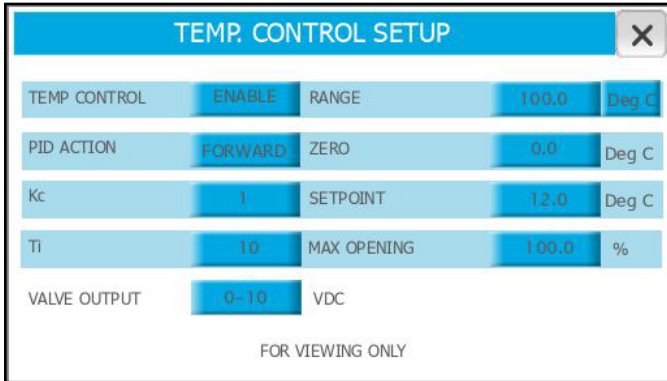 TEMP. CONTROL SETUP X
TEMP CONTROL ENABLE RANGE 100.0 Deg C
PID ACTION FORWARD ZERO 0.0 Deg C
Kc 1 SETPOINT 12.0 Deg C
Ti 10 MAX OPENING 100.0 %
VALVE OUTPUT 0-10 VDC
FOR VIEWING ONLY